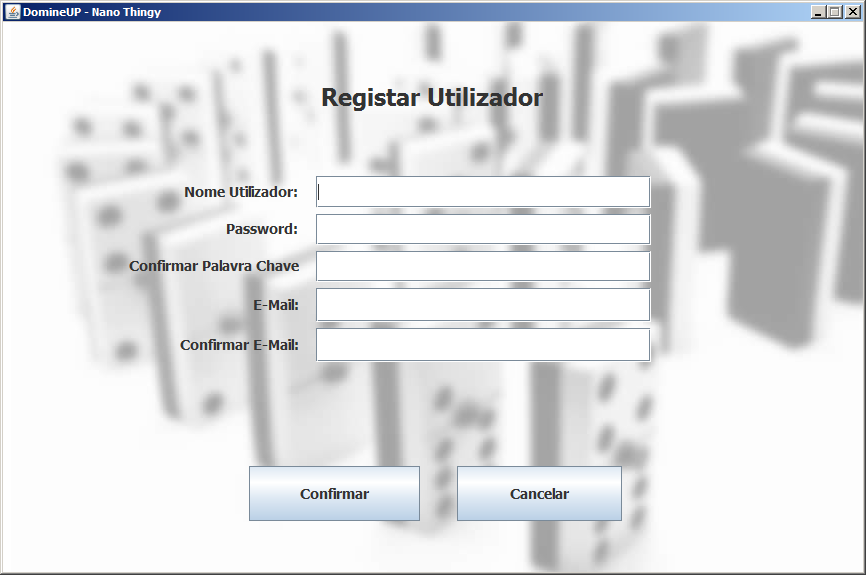 DomineUP - Nano Thingy
Registar Utilizador
Nome Utilizador:
Password:
Confirmar Palavra Chave
E-Mail:
Confirmar E-Mail:
Confirmar Cancelar